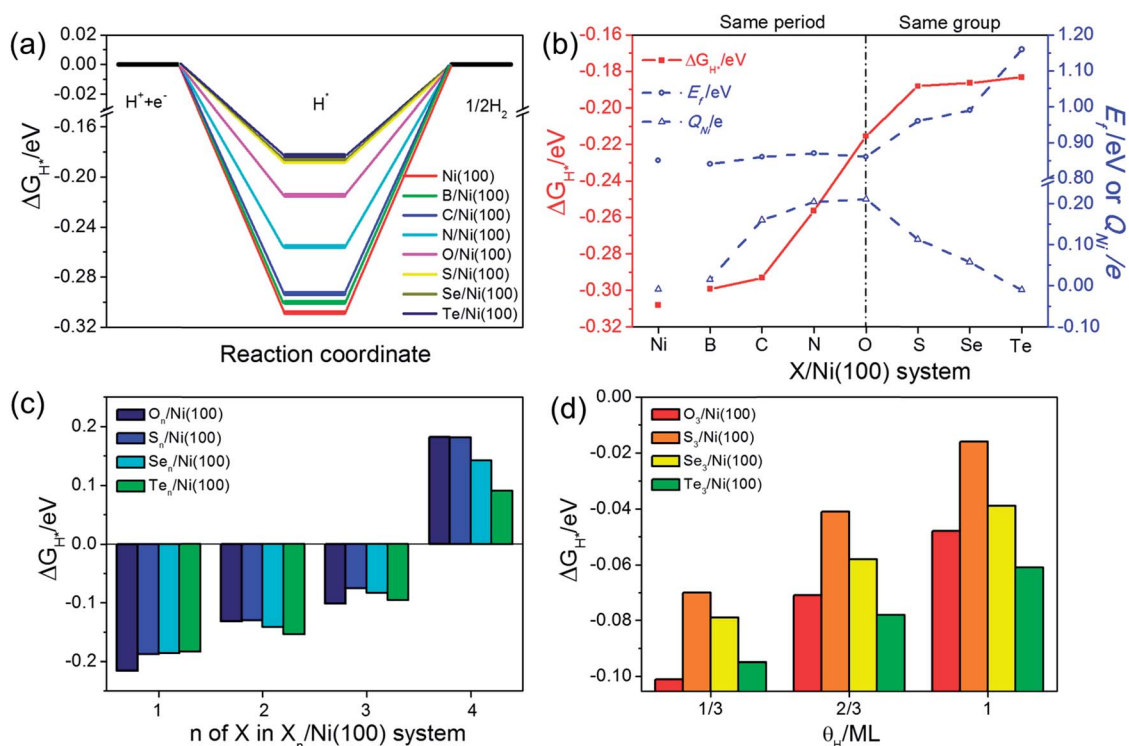 (a)
0.02
0.00
-0.02
-0.16
-0.20
-0.24
-0.28
-0.32
ΔG_H*/eV
H⁺+e⁻
H*
1/2H₂
Ni(100)
B/Ni(100)
C/Ni(100)
N/Ni(100)
O/Ni(100)
S/Ni(100)
Se/Ni(100)
Te/Ni(100)
Reaction coordinate
(b)
Same period
Same group
-0.16
-0.18
-0.20
-0.22
-0.24
-0.26
-0.28
-0.30
-0.32
ΔG_H*/eV
ΔG_H*/eV
E_f/eV
Q_Ni/e
1.20
1.10
1.00
0.90
0.80
0.20
0.10
0.00
-0.10
E_f/eV or Q_Ni/e
Ni B C N O S Se Te
X/Ni(100) system
(c)
0.2
0.1
0.0
-0.1
-0.2
ΔG_H*/eV
O_n/Ni(100)
S_n/Ni(100)
Se_n/Ni(100)
Te_n/Ni(100)
1 2 3 4
n of X in X_n/Ni(100) system
(d)
0.00
-0.02
-0.04
-0.06
-0.08
-0.10
ΔG_H*/eV
O₃/Ni(100)
S₃/Ni(100)
Se₃/Ni(100)
Te₃/Ni(100)
1/3 2/3 1
θ_H/ML